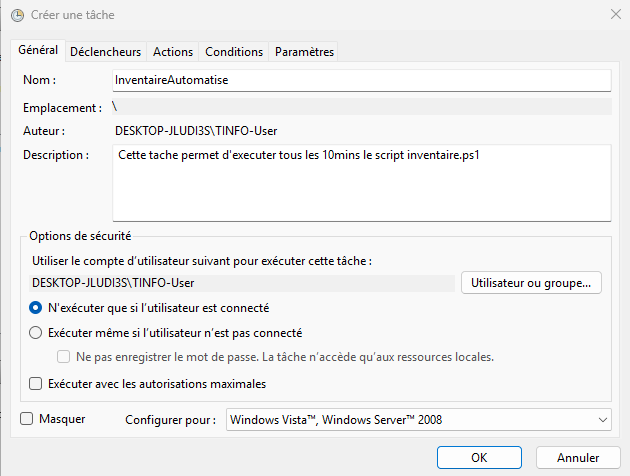 Créer une tâche
Général Déclencheurs Actions Conditions Paramètres
Nom : InventaireAutomatise
Emplacement : \
Auteur : DESKTOP-JLUDI3S\TINFO-User
Description : Cette tache permet d'executer tous les 10mins le script inventaire.ps1
Options de sécurité
Utiliser le compte d'utilisateur suivant pour exécuter cette tâche :
DESKTOP-JLUDI3S\TINFO-User Utilisateur ou groupe...
N'exécuter que si l'utilisateur est connecté
Exécuter même si l'utilisateur n'est pas connecté
Ne pas enregistrer le mot de passe. La tâche n'accède qu'aux ressources locales.
Exécuter avec les autorisations maximales
Masquer Configurer pour : Windows Vista™, Windows Server™ 2008
OK Annuler